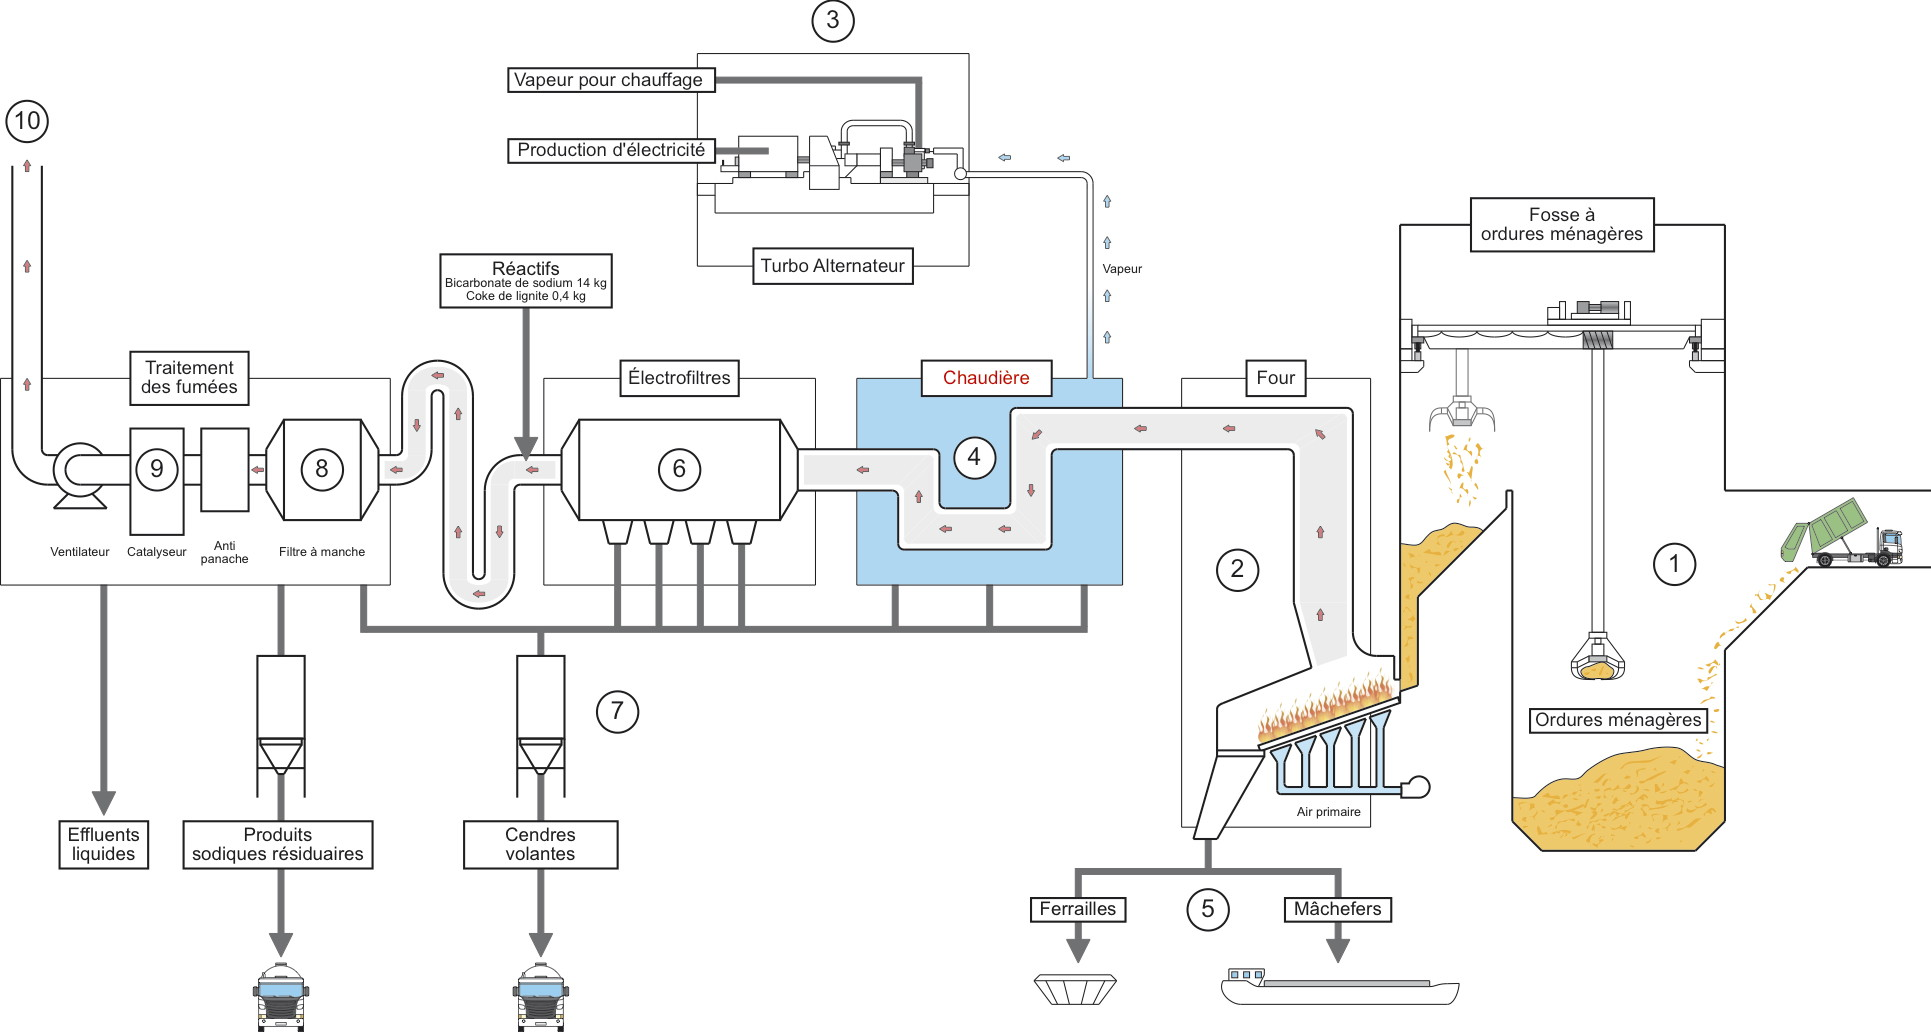 3
Vapeur pour chauffage
10
Production d'électricité
Fosse à
ordures ménagères
Réactifs
Bicarbonate de sodium 14 kg
Coke de lignite 0,4 kg
Turbo Alternateur
Vapeur
Traitement
des fumées
Électrofiltres
Chaudière
Four
9
8
6
4
Ventilateur
Catalyseur
Anti
panache
Filtre à manche
2
1
7
Ordures ménagères
Air primaire
Effluents
liquides
Produits
sodiques résiduaires
Cendres
volantes
Ferrailles
5
Mâchefers